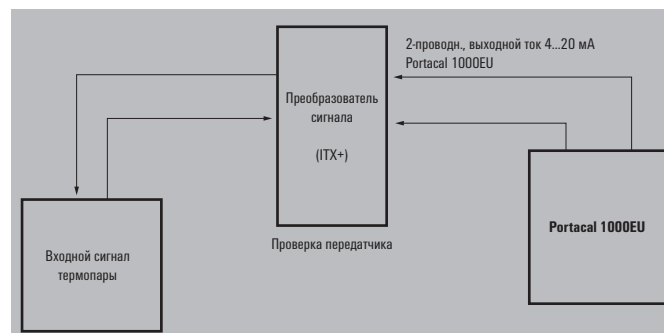 2-проводн., выходной ток 4...20 мА
Portacal 1000EU
Преобразователь
сигнала
(ITX+)
Portacal 1000EU
Проверка передатчика
Входной сигнал
термопары